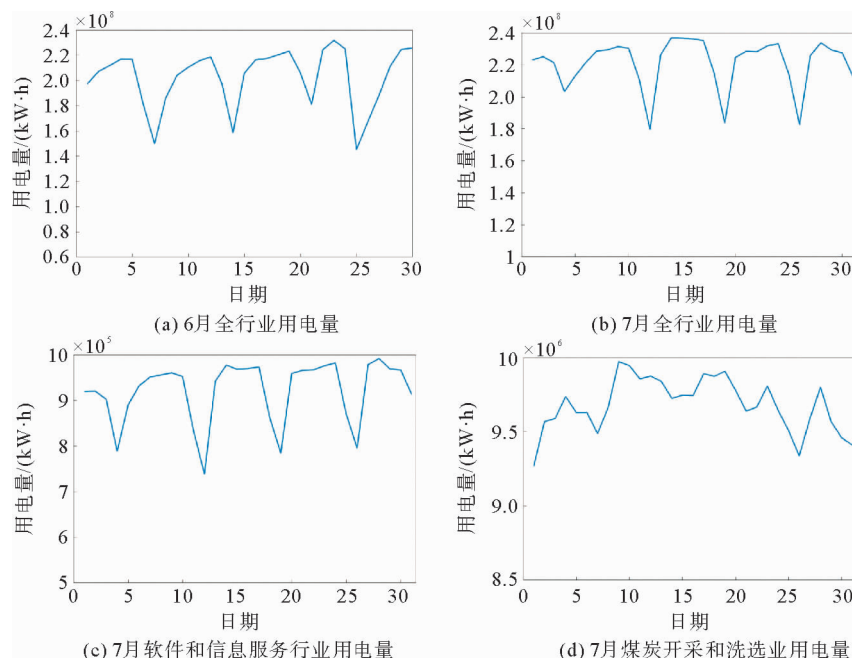 ×10⁸
2.4
2.2
2.0
1.8
1.6
1.4
1.2
1.0
0.8
0.6
0 5 10 15 20 25 30
用电量/(kW·h)
日期
(a) 6月全行业用电量
×10⁸
2.4
2.2
2.0
1.8
1.6
1.4
1.2
1
0 5 10 15 20 25 30
用电量/(kW·h)
日期
(b) 7月全行业用电量
×10⁵
10
9
8
7
6
5
0 5 10 15 20 25 30
用电量/(kW·h)
日期
(c) 7月软件和信息服务行业用电量
×10⁶
10
9.5
9.0
8.5
0 5 10 15 20 25 30
用电量/(kW·h)
日期
(d) 7月煤炭开采和洗选业用电量